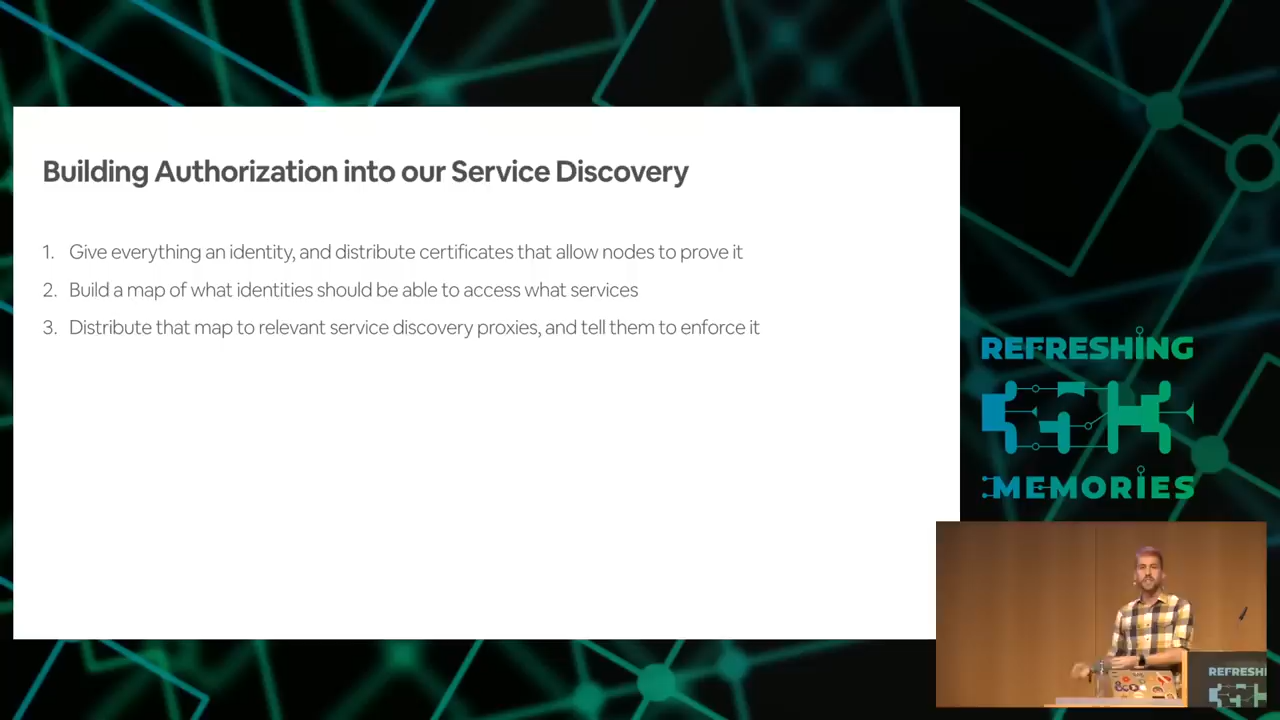 Building Authorization into our Service Discovery
1. Give everything an identity, and distribute certificates that allow nodes to prove it
2. Build a map of what identities should be able to access what services
3. Distribute that map to relevant service discovery proxies, and tell them to enforce it
REFRESHING
35C3
MEMORIES
REFRESHI